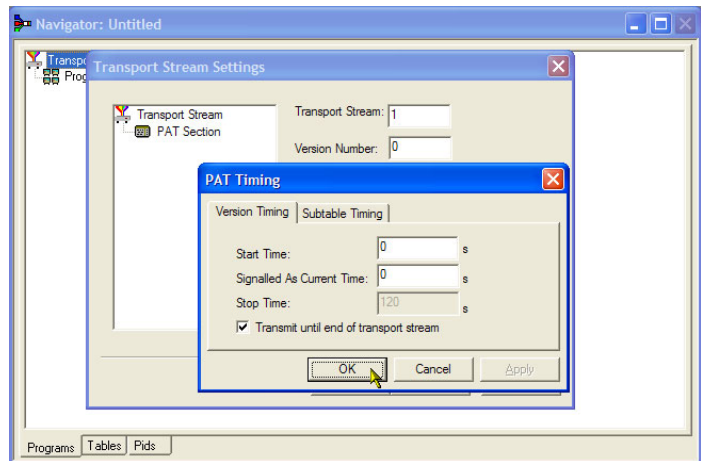 Navigator: Untitled
Transpo
Prog
Transport Stream Settings
Transport Stream
PAT Section
Transport Stream: 1
Version Number: 0
PAT Timing
Version Timing Subtable Timing
Start Time: 0 s
Signalled As Current Time: 0 s
Stop Time: 120 s
Transmit until end of transport stream
OK Cancel Apply
Programs Tables Pids